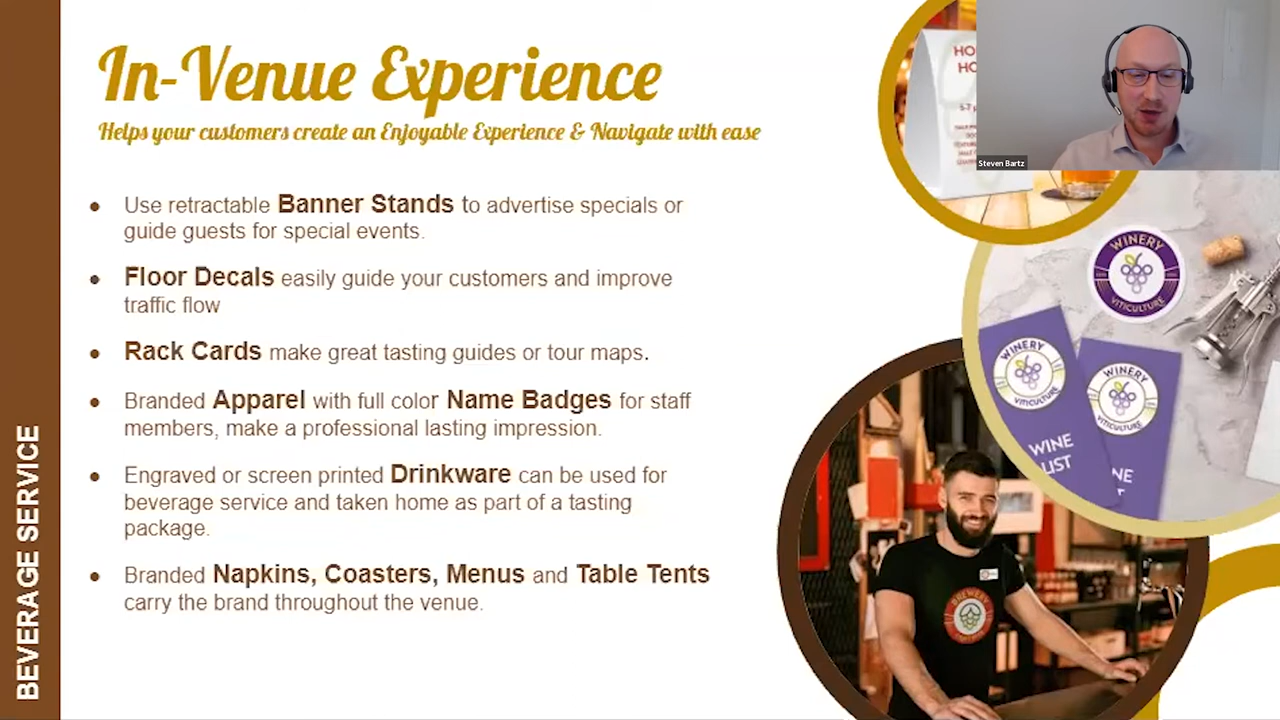 In-Venue Experience
Helps your customers create an Enjoyable Experience & Navigate with ease
● Use retractable Banner Stands to advertise specials or
guide guests for special events.
● Floor Decals easily guide your customers and improve
traffic flow
● Rack Cards make great tasting guides or tour maps.
● Branded Apparel with full color Name Badges for staff
members, make a professional lasting impression.
● Engraved or screen printed Drinkware can be used for
beverage service and taken home as part of a tasting
package.
● Branded Napkins, Coasters, Menus and Table Tents
carry the brand throughout the venue.
BEVERAGE SERVICE
HO
HO
Steven Bartz
WINERY
VITICULTURE
WINERY
VITICULTURE
WINE
LIST
WINERY
VITICULTURE
BREWERY